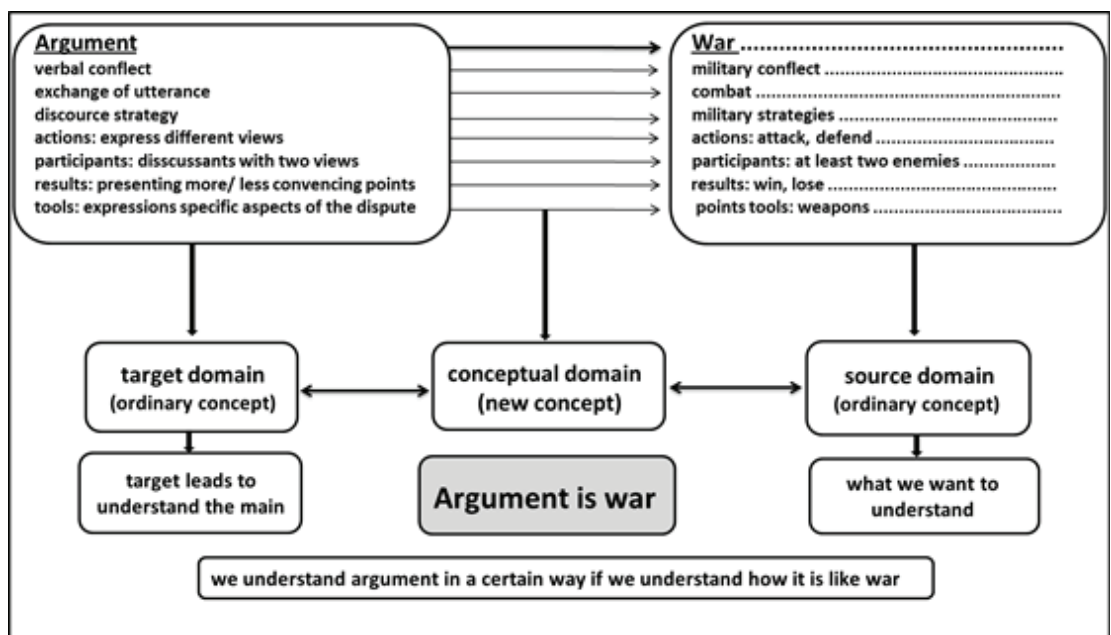 Argument
verbal conflect
exchange of utterance
discource strategy
actions: express different views
participants: disscussants with two views
results: presenting more/ less convencing points
tools: expressions specific aspects of the dispute
War ................................................
military conflect ................................................
combat ................................................
military strategies ................................................
actions: attack, defend ................................................
participants: at least two enemies ....................
results: win, lose ................................................
points tools: weapons ........................................
target domain
(ordinary concept)
conceptual domain
(new concept)
source domain
(ordinary concept)
target leads to
understand the main
Argument is war
what we want to
understand
we understand argument in a certain way if we understand how it is like war